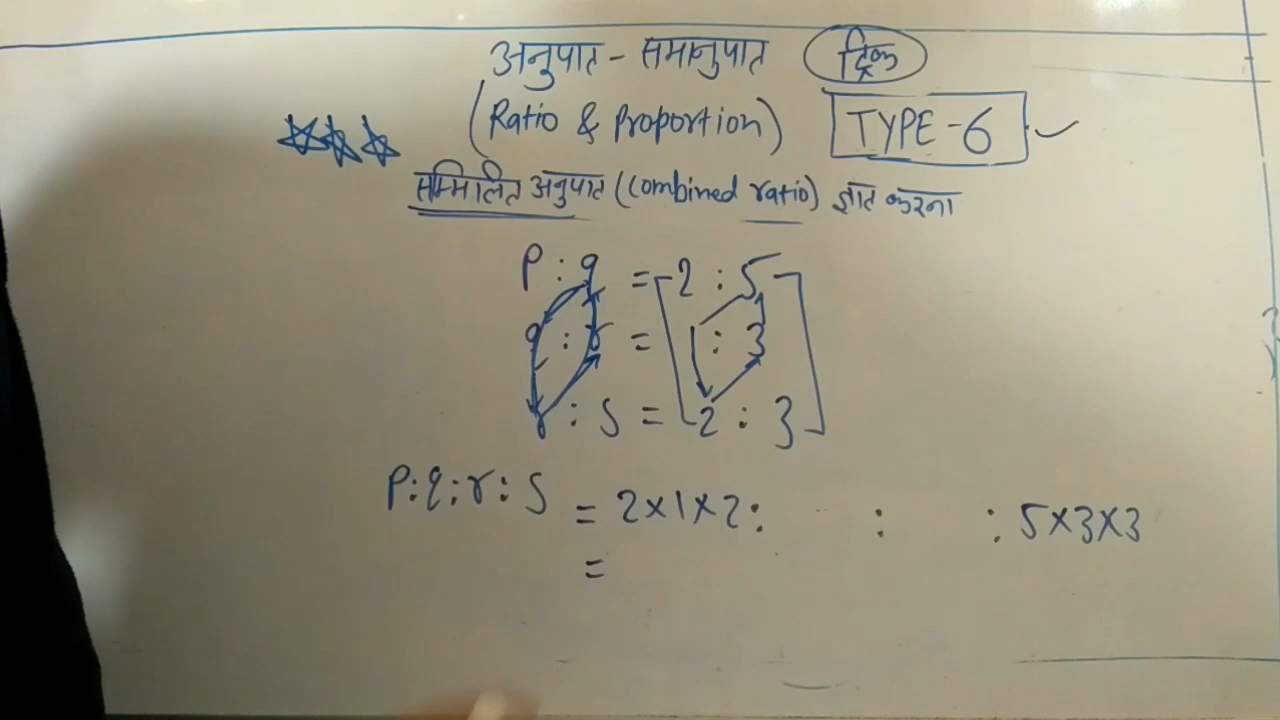 अनुपात - समानुपात ट्रिक
(Ratio & Proportion) TYPE-6
सम्मिलित अनुपात (Combined ratio) ज्ञात करना
P : q = 2 : 5
q : r = 1 : 3
r : S = 2 : 3
P : q : r : S = 2×1×2 : : : 5×3×3
=